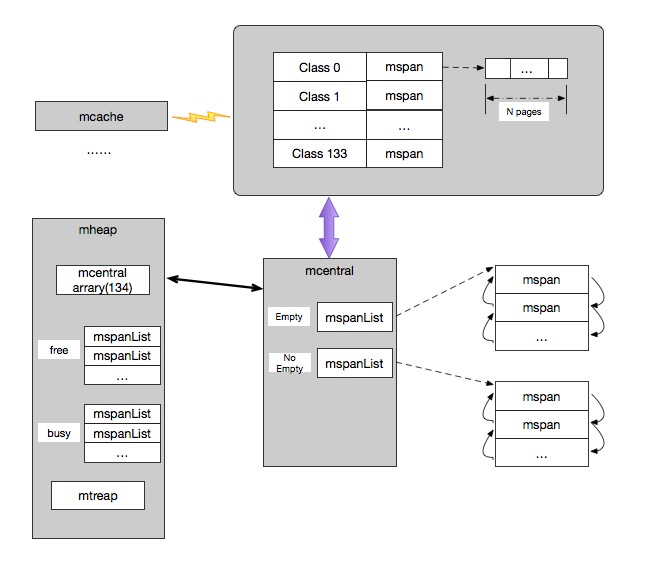 Class 0
mspan
...
Class 1
mspan
N pages
...
...
Class 133
mspan
mcache
......
mheap
mcentral
arrary(134)
free
mspanList
mspanList
...
busy
mspanList
mspanList
...
mtreap
mcentral
Empty
mspanList
No
Empty
mspanList
mspan
mspan
...
mspan
mspan
...